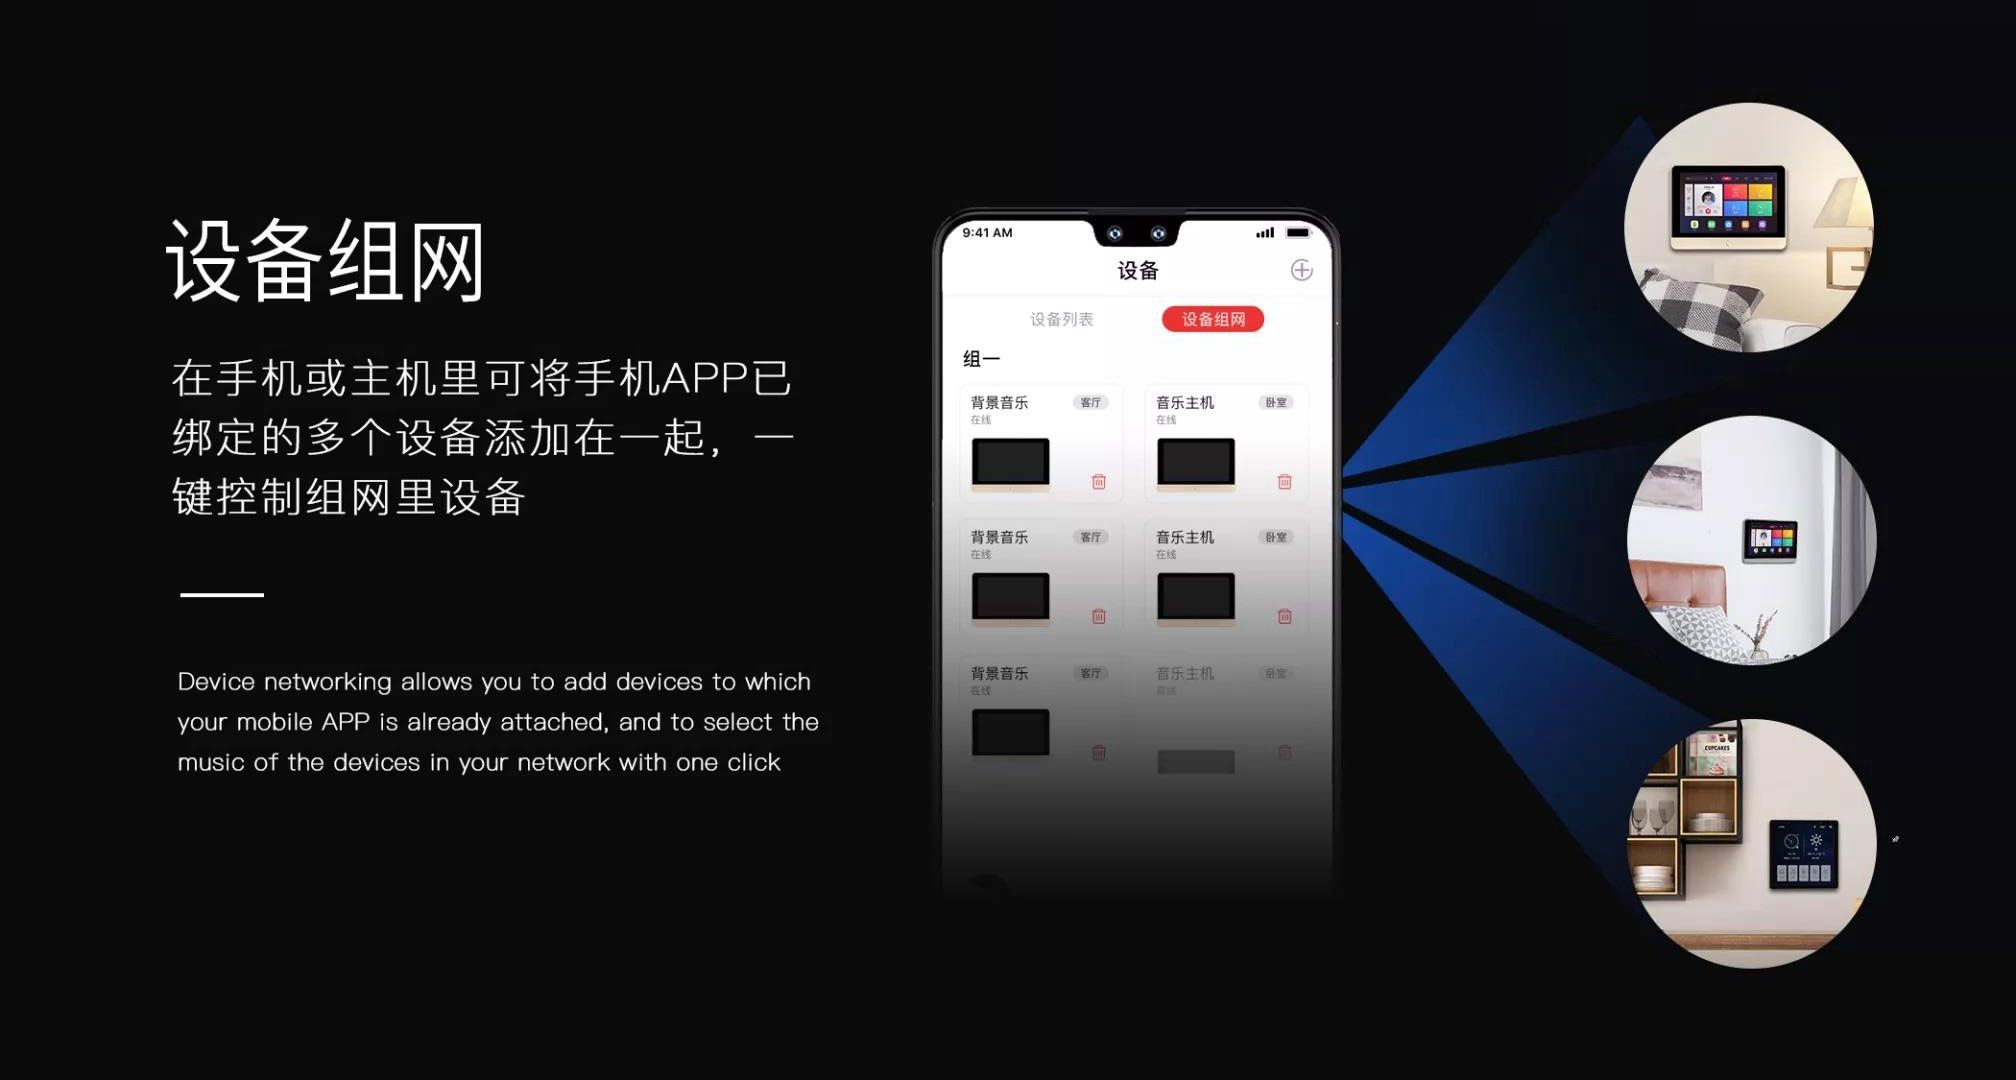 设备组网
在手机或主机里可将手机APP已
绑定的多个设备添加在一起，一
键控制组网里设备
Device networking allows you to add devices to which
your mobile APP is already attached, and to select the
music of the devices in your network with one click
9:41 AM
设备
设备列表 设备组网
组一
背景音乐 客厅 音乐主机 卧室
在线 在线
背景音乐 客厅 音乐主机 卧室
在线 在线
背景音乐 客厅 音乐主机 卧室
在线
CUPCAKES